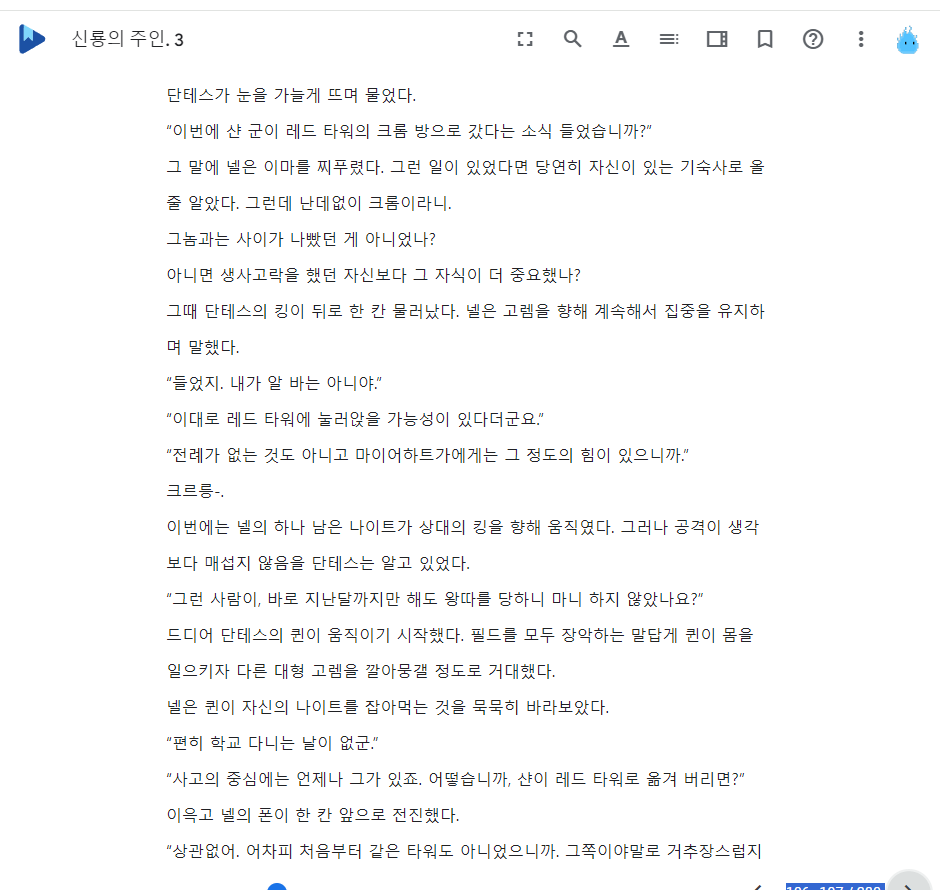 신룡의 주인. 3
단테스가 눈을 가늘게 뜨며 물었다.
“이번에 샨 군이 레드 타워의 크롬 방으로 갔다는 소식 들었습니까?”
그 말에 넬은 이마를 찌푸렸다. 그런 일이 있었다면 당연히 자신이 있는 기숙사로 올
줄 알았다. 그런데 난데없이 크롬이라니.
그놈과는 사이가 나빴던 게 아니었나?
아니면 생사고락을 했던 자신보다 그 자식이 더 중요했나?
그때 단테스의 킹이 뒤로 한 칸 물러났다. 넬은 고렘을 향해 계속해서 집중을 유지하
며 말했다.
“들었지. 내가 알 바는 아니야.”
“이대로 레드 타워에 눌러앉을 가능성이 있다더군요.”
“전례가 없는 것도 아니고 마이어하트가에게는 그 정도의 힘이 있으니까.”
크르릉-.
이번에는 넬의 하나 남은 나이트가 상대의 킹을 향해 움직였다. 그러나 공격이 생각
보다 매섭지 않음을 단테스는 알고 있었다.
“그런 사람이, 바로 지난달까지만 해도 왕따를 당하니 마니 하지 않았나요?”
드디어 단테스의 퀸이 움직이기 시작했다. 필드를 모두 장악하는 말답게 퀸이 몸을
일으키자 다른 대형 고렘을 깔아뭉갤 정도로 거대했다.
넬은 퀸이 자신의 나이트를 잡아먹는 것을 묵묵히 바라보았다.
“편히 학교 다니는 날이 없군.”
“사고의 중심에는 언제나 그가 있죠. 어떻습니까, 샨이 레드 타워로 옮겨 버리면?”
이윽고 넬의 폰이 한 칸 앞으로 전진했다.
“상관없어. 어차피 처음부터 같은 타워도 아니었으니까. 그쪽이야말로 거추장스럽지